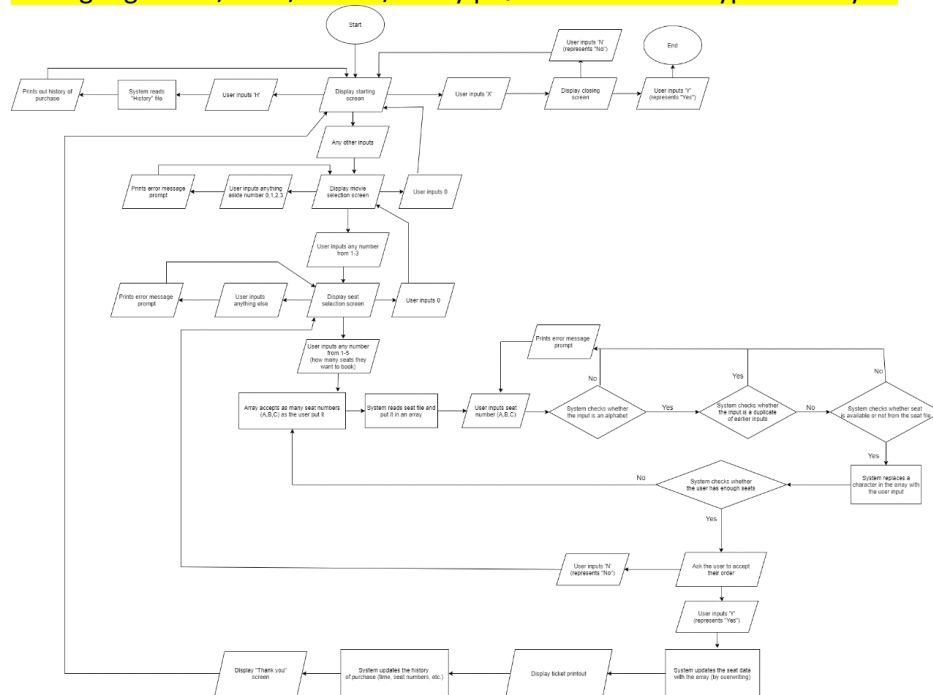 Start
User inputs 'N'
(represents "No")
End
Prints out history of
purchase
System reads
"History" file
User inputs 'H'
Display starting
screen
User inputs 'X'
Display closing
screen
User inputs 'Y'
(represents "Yes")
Any other inputs
Prints error message
prompt
User inputs anything
aside number 0,1,2,3
Display movie
selection screen
User inputs 0
User inputs any number
from 1-3
Prints error message
prompt
User inputs
anything else
Display seat
selection screen
User inputs 0
User inputs any number
from 1-5
(how many seats they
want to book)
Prints error message
prompt
No
Yes
No
Array accepts as many seat numbers
(A,B,C) as the user put it
System reads seat file and
put it in an array
User inputs seat
number (A,B,C)
System checks whether
the input is an alphabet
Yes
System checks whether
the input is a duplicate
of earlier inputs
No
System checks whether seat
is available or not from the seat file
Yes
No
System checks whether
the user has enough seats
System replaces a
character in the array with
the user input
Yes
User inputs 'N'
(represents "No")
Ask the user to accept
their order
User inputs 'Y'
(represents "Yes")
Display "Thank you"
screen
System updates the history
of purchase (time, seat numbers, etc.)
Display ticket printout
System updates the seat data
with the array (by overwriting)